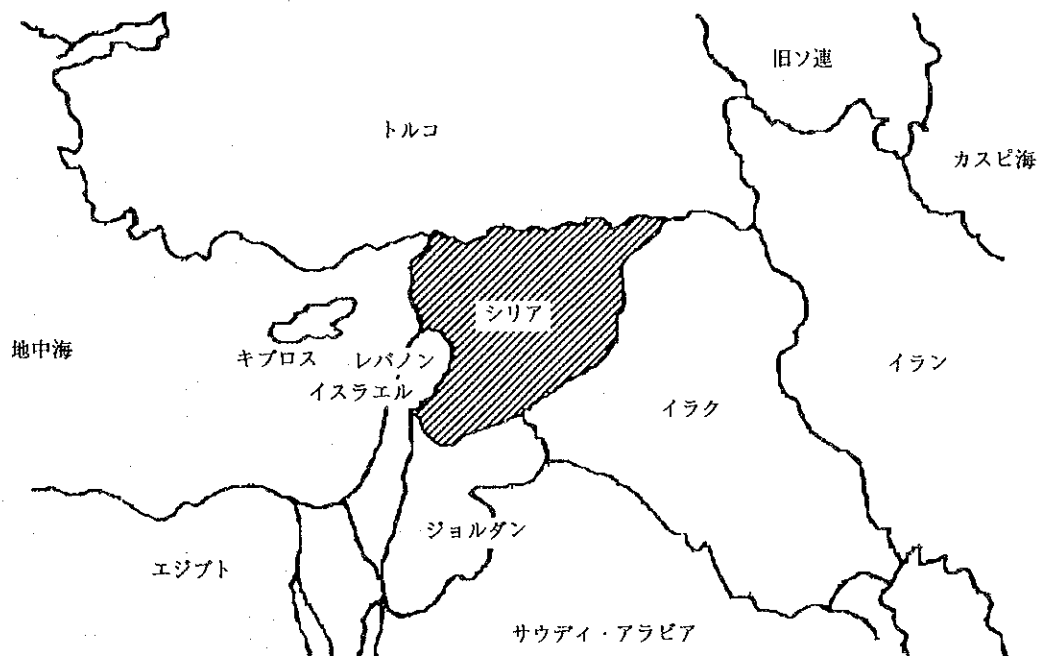 旧ソ連
トルコ
カスピ海
シリア
地中海
キプロス
レバノン
イスラエル
イラン
イラク
ジョルダン
エジプト
サウディ・アラビア